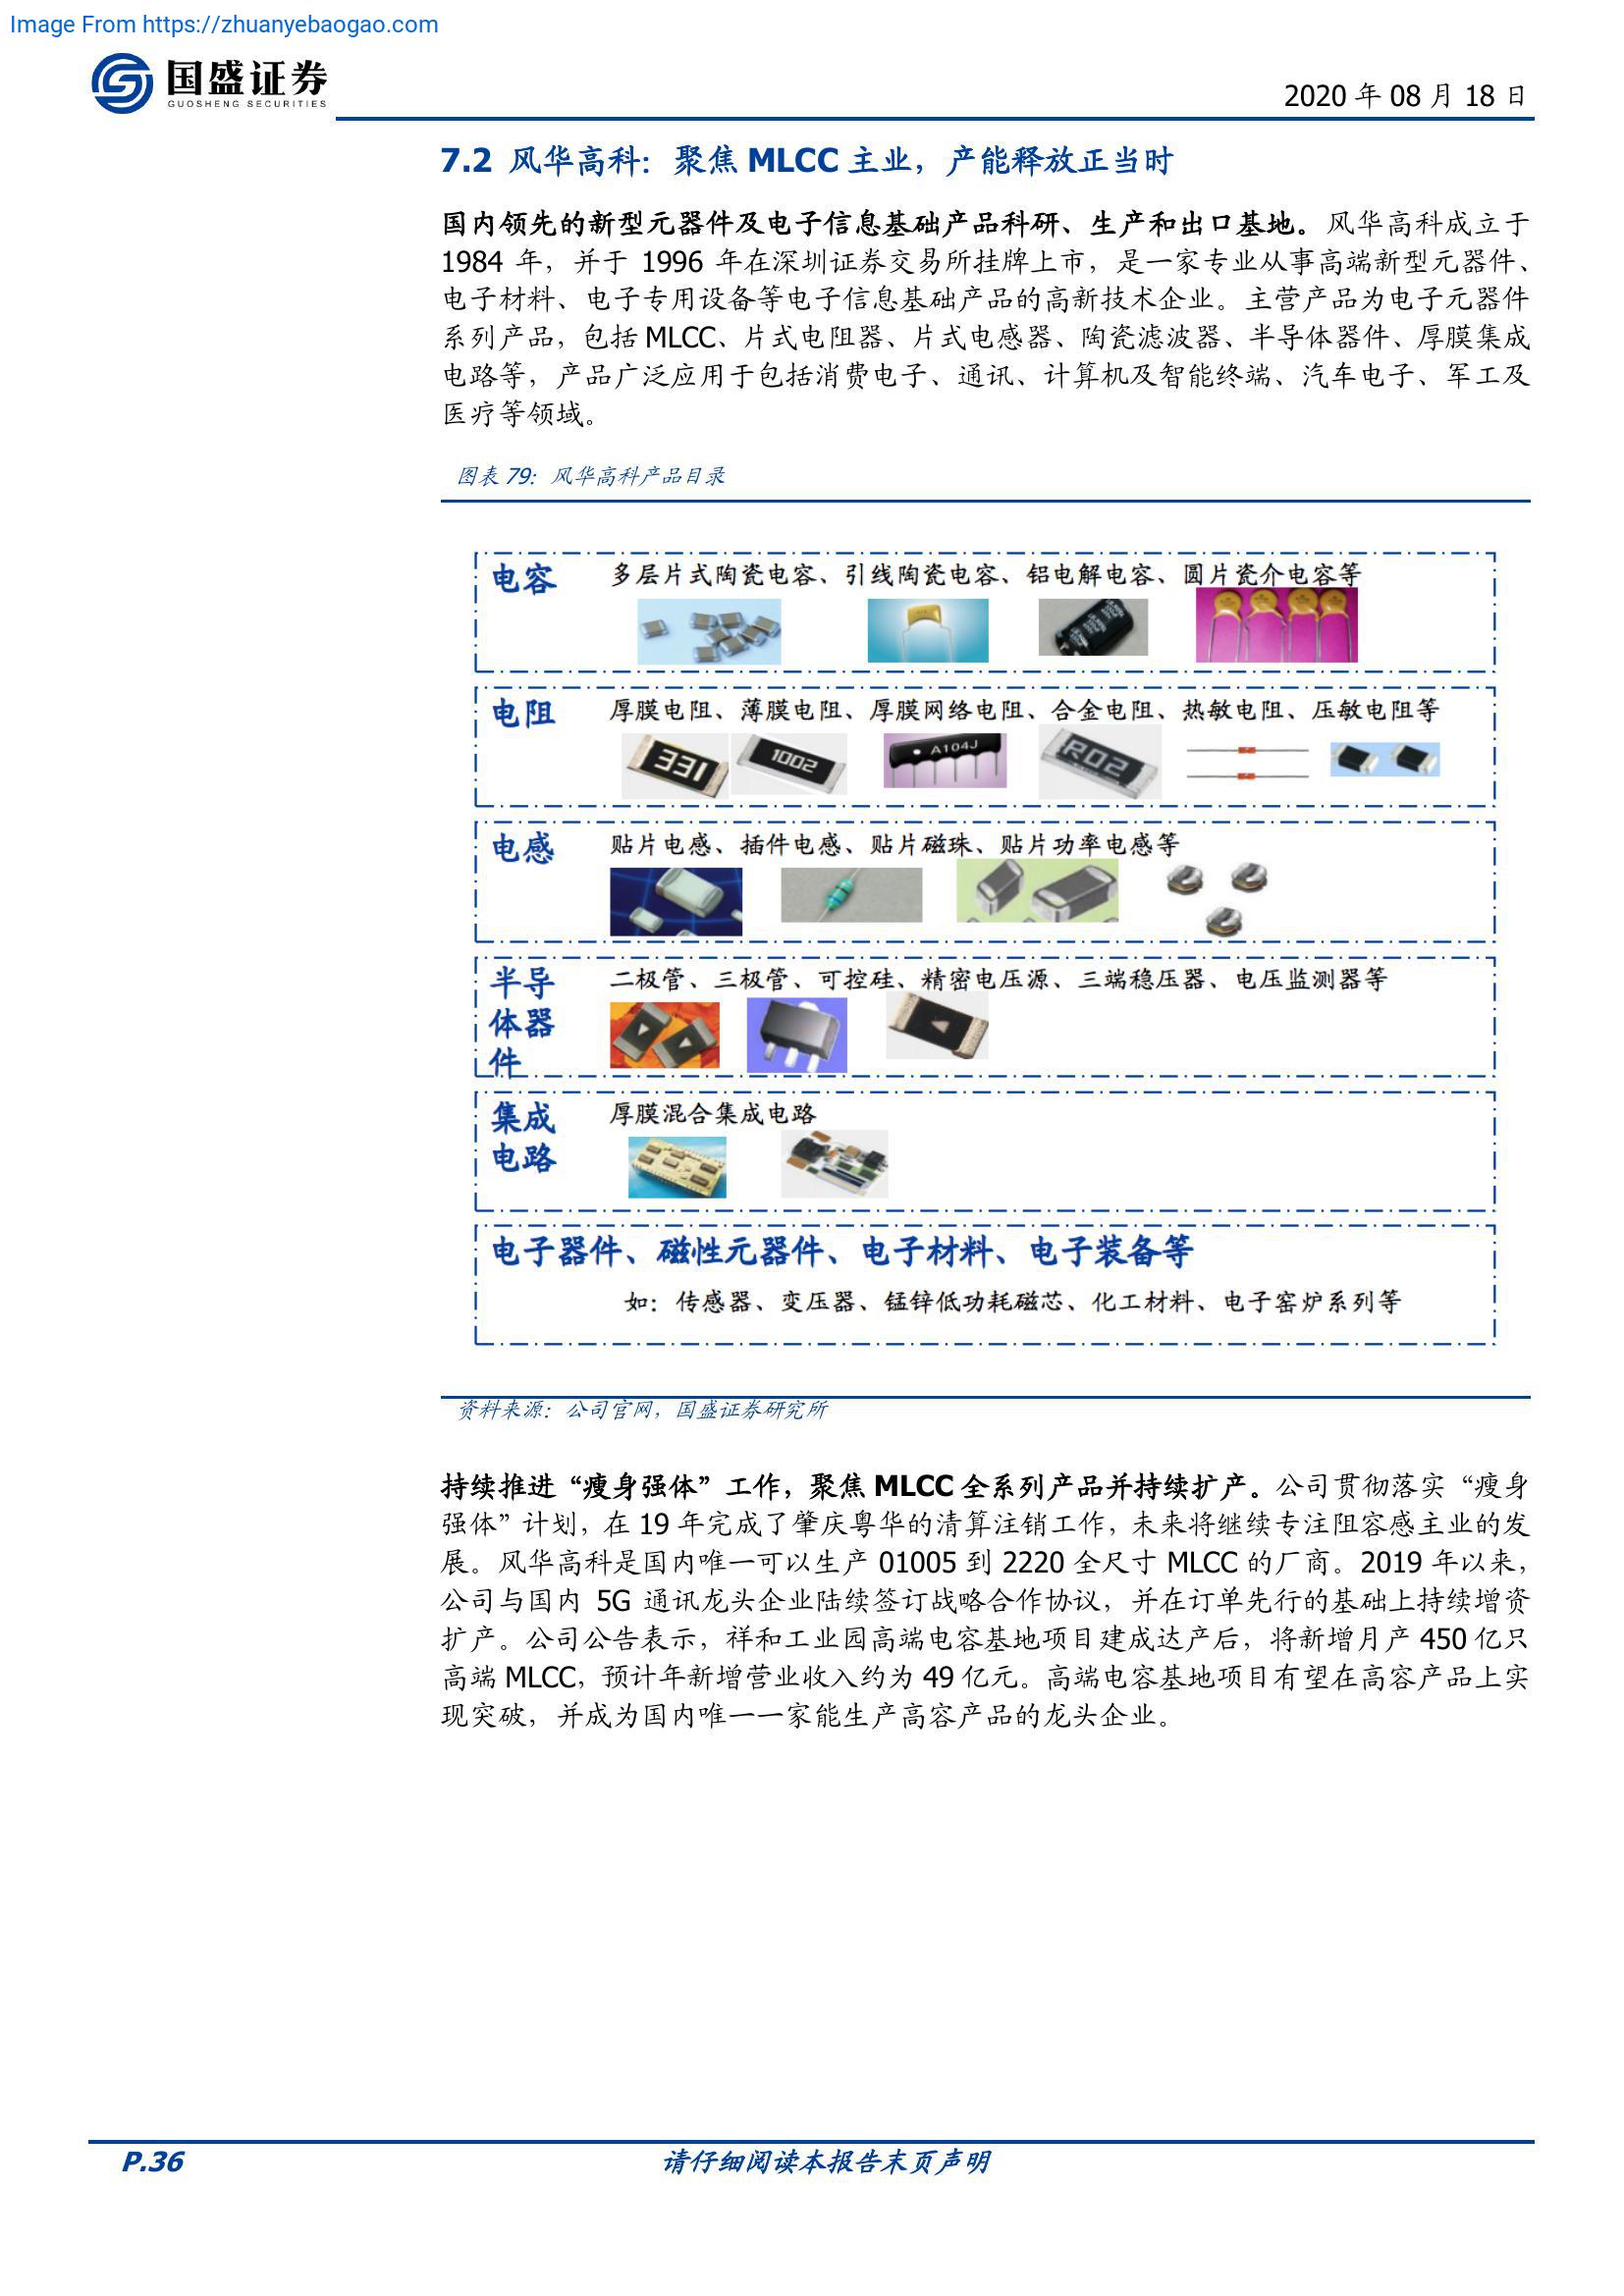 Image From https://zhuanyebaogao.com
国盛证券
GUOSHENG SECURITIES
2020 年 08 月 18 日
7.2 风华高科：聚焦 MLCC 主业，产能释放正当时
国内领先的新型元器件及电子信息基础产品科研、生产和出口基地。风华高科成立于
1984 年，并于 1996 年在深圳证券交易所挂牌上市，是一家专业从事高端新型元器件、
电子材料、电子专用设备等电子信息基础产品的高新技术企业。主营产品为电子元器件
系列产品，包括 MLCC、片式电阻器、片式电感器、陶瓷滤波器、半导体器件、厚膜集成
电路等，产品广泛应用于包括消费电子、通讯、计算机及智能终端、汽车电子、军工及
医疗等领域。
图表 79：风华高科产品目录
电容
多层片式陶瓷电容、引线陶瓷电容、铝电解电容、圆片瓷介电容等
电阻
厚膜电阻、薄膜电阻、厚膜网络电阻、合金电阻、热敏电阻、压敏电阻等
331
1002
A104J
R02
电感
贴片电感、插件电感、贴片磁珠、贴片功率电感等
半导
体器
件
二极管、三极管、可控硅、精密电压源、三端稳压器、电压监测器等
集成
电路
厚膜混合集成电路
电子器件、磁性元器件、电子材料、电子装备等
如：传感器、变压器、锰锌低功耗磁芯、化工材料、电子窑炉系列等
资料来源：公司官网，国盛证券研究所
持续推进“瘦身强体”工作，聚焦 MLCC 全系列产品并持续扩产。公司贯彻落实“瘦身
强体”计划，在 19 年完成了肇庆粤华的清算注销工作，未来将继续专注阻容感主业的发
展。风华高科是国内唯一可以生产 01005 到 2220 全尺寸 MLCC 的厂商。2019 年以来，
公司与国内 5G 通讯龙头企业陆续签订战略合作协议，并在订单先行的基础上持续增资
扩产。公司公告表示，祥和工业园高端电容基地项目建成达产后，将新增月产 450 亿只
高端 MLCC，预计年新增营业收入约为 49 亿元。高端电容基地项目有望在高容产品上实
现突破，并成为国内唯一一家能生产高容产品的龙头企业。
P.36
请仔细阅读本报告末页声明